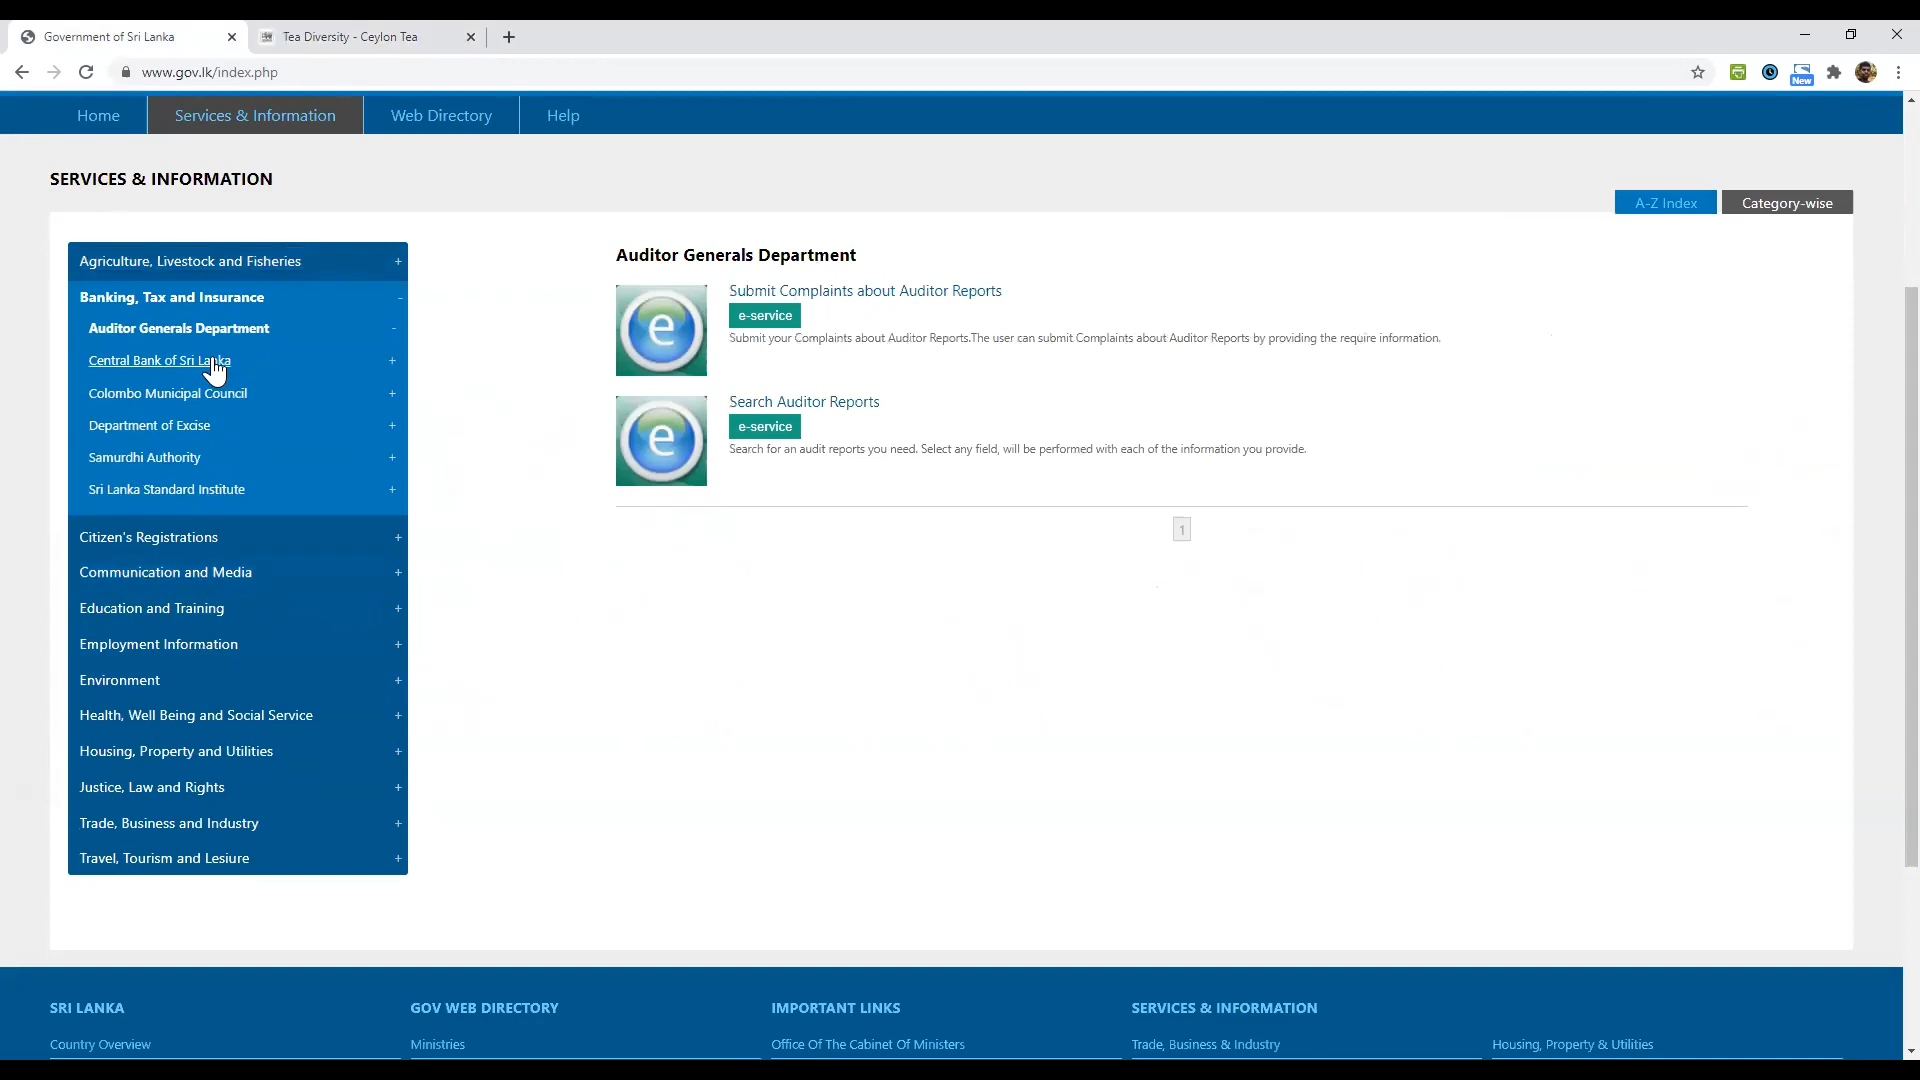 Government of Sri Lanka
Tea Diversity - Ceylon Tea
www.gov.lk/index.php
New
Home
Services & Information
Web Directory
Help
SERVICES & INFORMATION
A-Z Index
Category-wise
Agriculture, Livestock and Fisheries +
Banking, Tax and Insurance -
Auditor Generals Department -
Central Bank of Sri Lanka +
Colombo Municipal Council +
Department of Excise +
Samurdhi Authority +
Sri Lanka Standard Institute +
Citizen's Registrations +
Communication and Media +
Education and Training +
Employment Information +
Environment +
Health, Well Being and Social Service +
Housing, Property and Utilities +
Justice, Law and Rights +
Trade, Business and Industry +
Travel, Tourism and Lesiure +
Auditor Generals Department
e
Submit Complaints about Auditor Reports
e-service
Submit your Complaints about Auditor Reports.The user can submit Complaints about Auditor Reports by providing the require information.
e
Search Auditor Reports
e-service
Search for an audit reports you need. Select any field, will be performed with each of the information you provide.
1
SRI LANKA
GOV WEB DIRECTORY
IMPORTANT LINKS
SERVICES & INFORMATION
Country Overview
Ministries
Office Of The Cabinet Of Ministers
Trade, Business & Industry
Housing, Property & Utilities